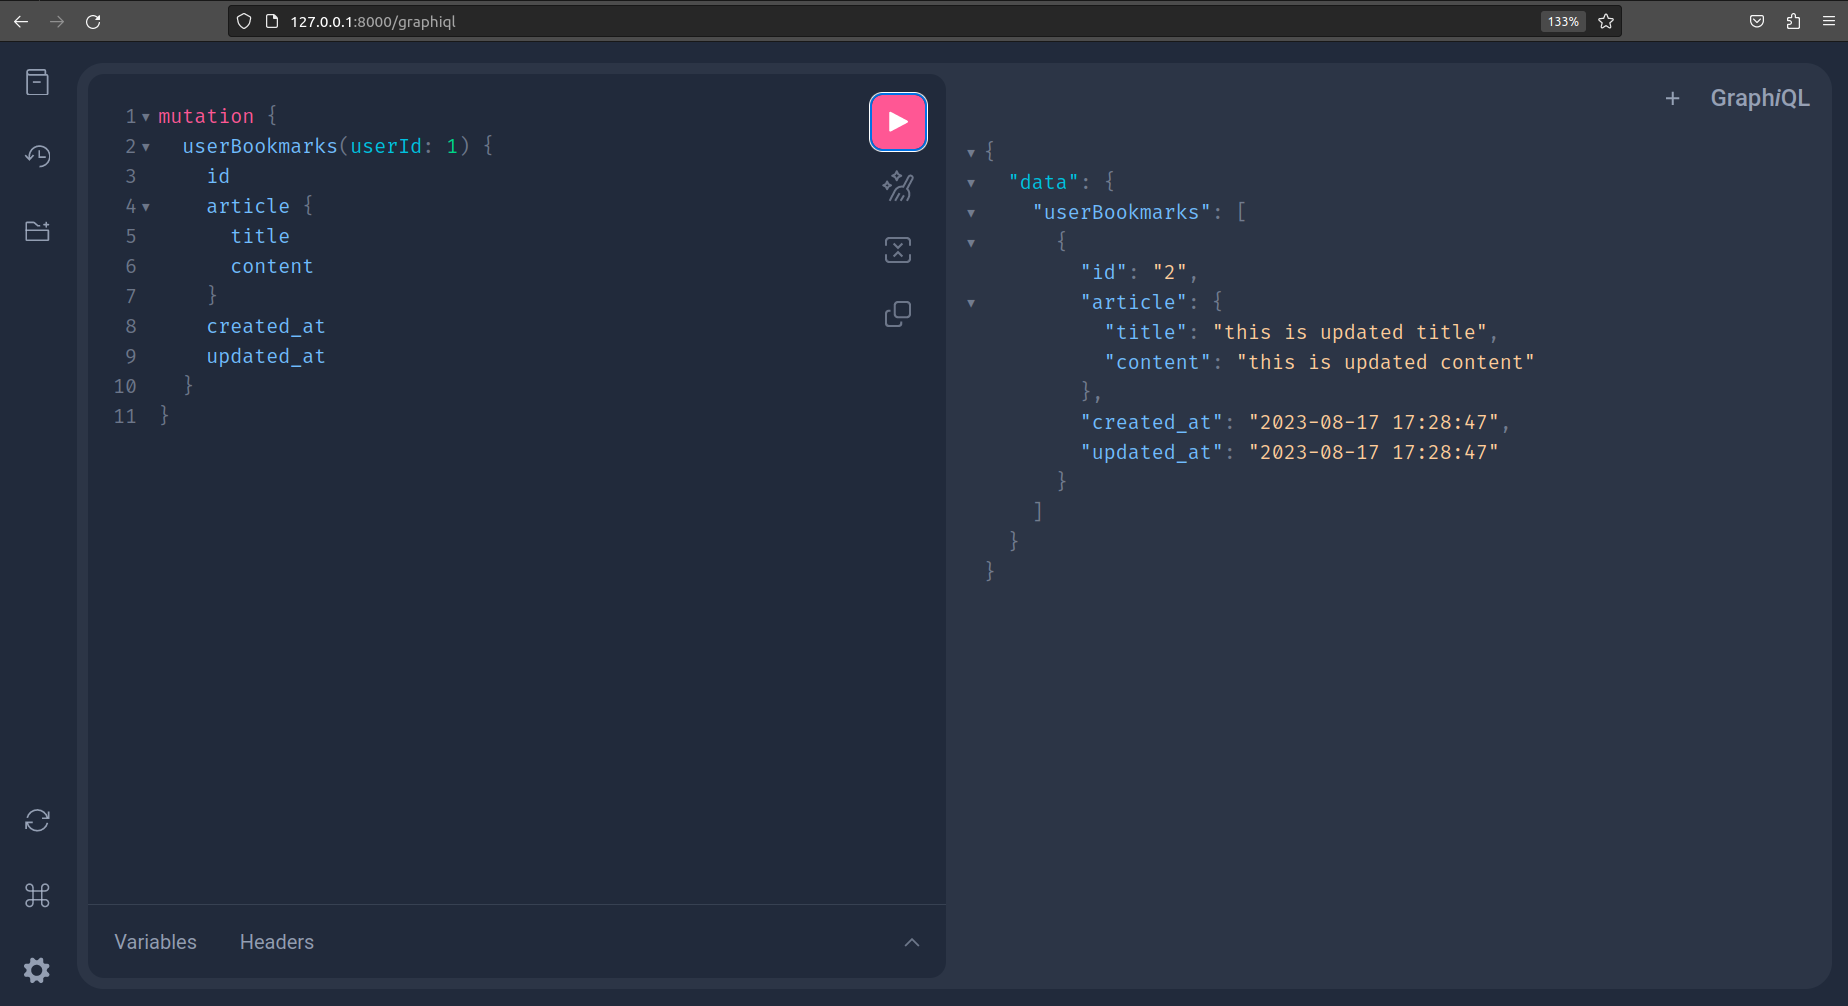 127.0.0.1:8000/graphiql
133%
1 mutation {
2 userBookmarks(userId: 1) {
3 id
4 article {
5 title
6 content
7 }
8 created_at
9 updated_at
10 }
11 }
Variables Headers
+ GraphiQL
{
"data": {
"userBookmarks": [
{
"id": "2",
"article": {
"title": "this is updated title",
"content": "this is updated content"
},
"created_at": "2023-08-17 17:28:47",
"updated_at": "2023-08-17 17:28:47"
}
]
}
}